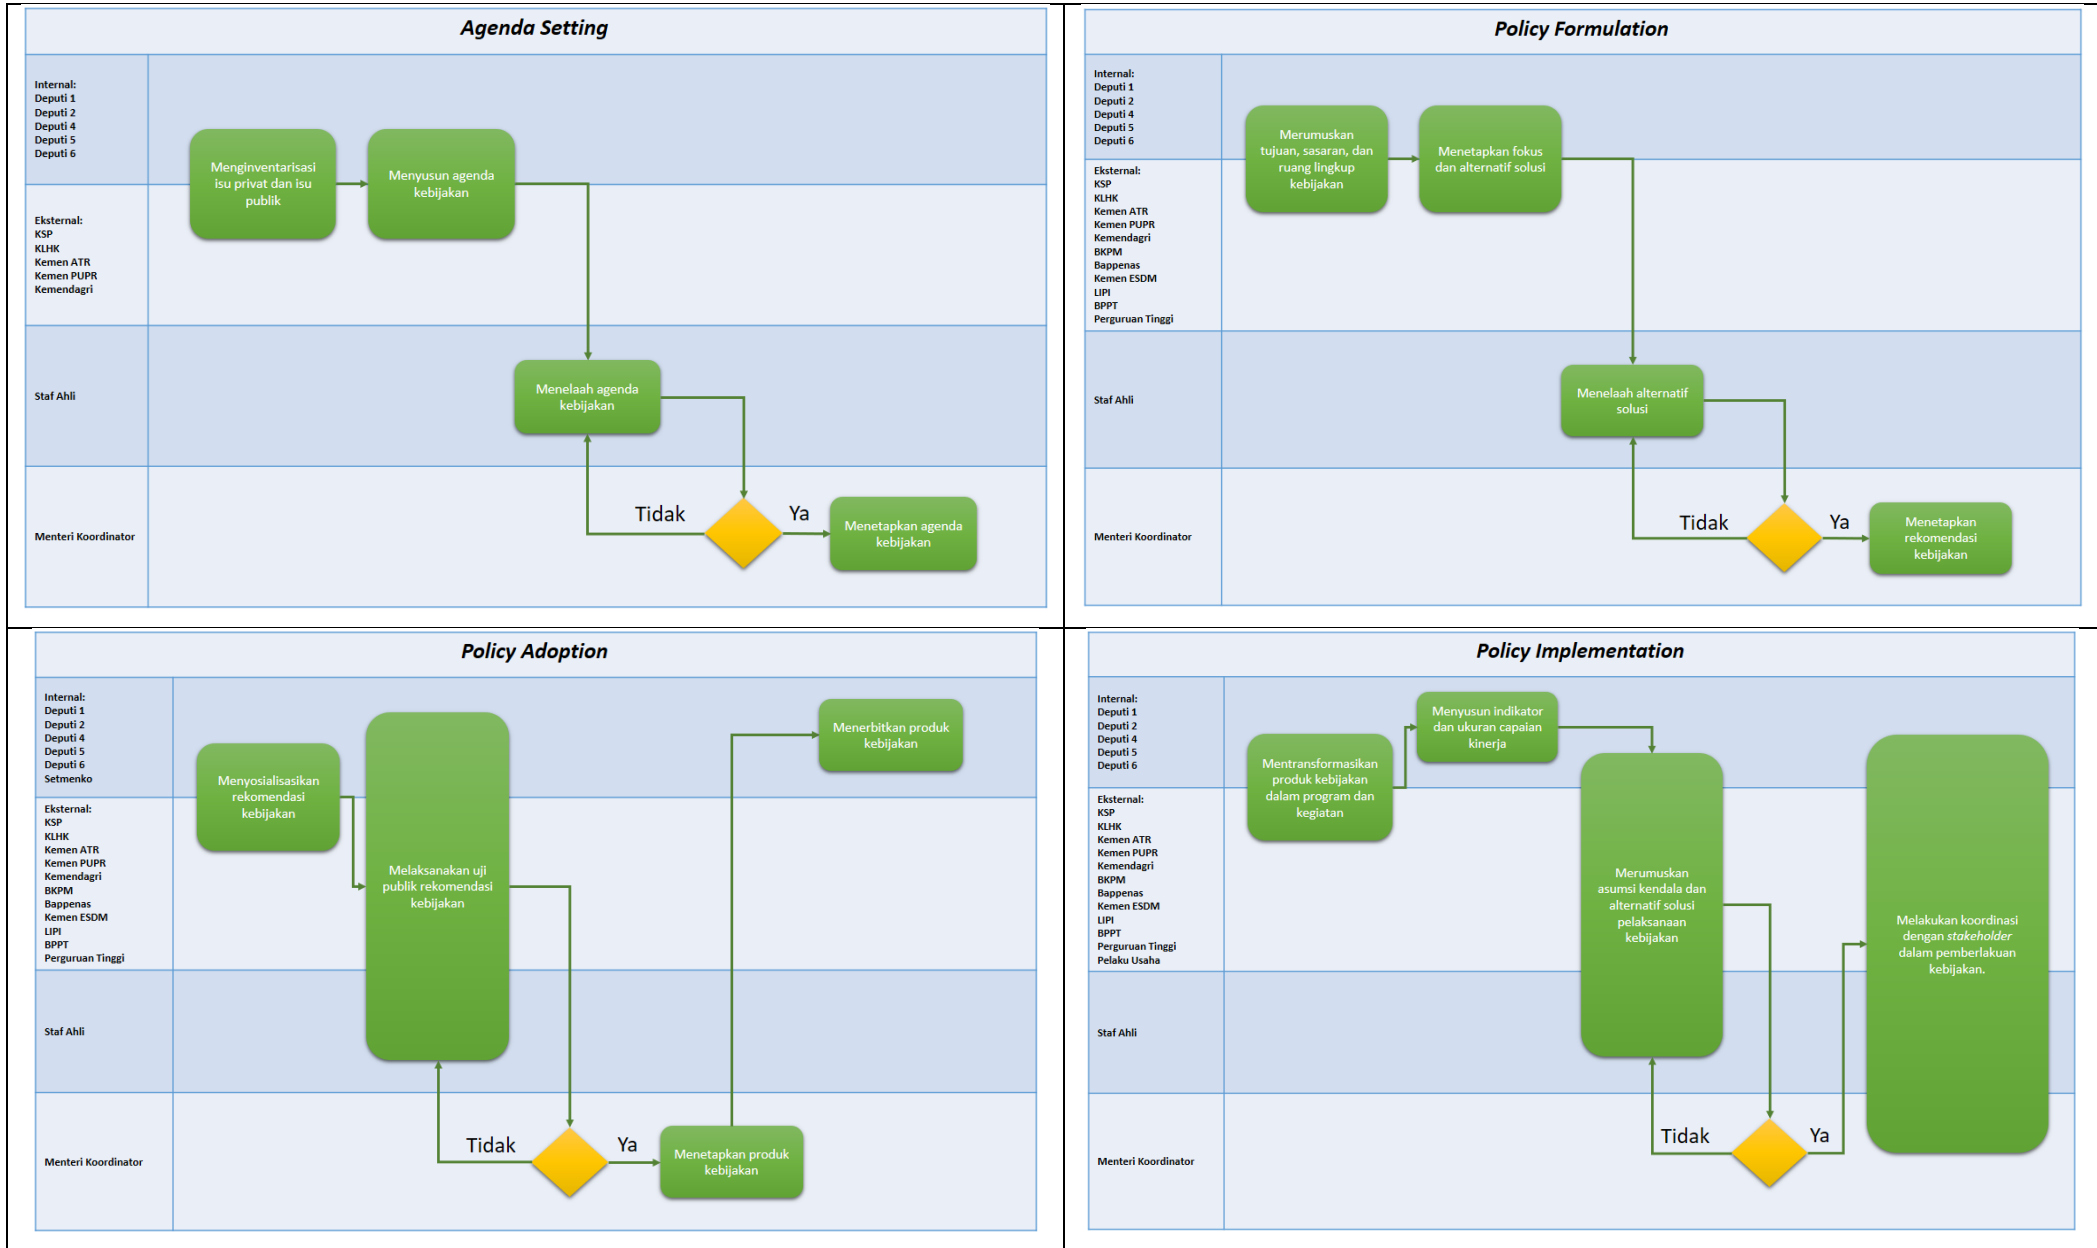 Agenda Setting
Internal:
Deputi 1
Deputi 2
Deputi 4
Deputi 5
Deputi 6
Eksternal:
KSP
KLHK
Kemen ATR
Kemen PUPR
Kemendagri
Staf Ahli
Menteri Koordinator
Menginventarisasi
isu privat dan isu
publik
Menyusun agenda
kebijakan
Menelaah agenda
kebijakan
Tidak
Ya
Menetapkan agenda
kebijakan
Policy Formulation
Internal:
Deputi 1
Deputi 2
Deputi 4
Deputi 5
Deputi 6
Eksternal:
KSP
KLHK
Kemen ATR
Kemen PUPR
Kemendagri
BKPM
Bappenas
Kemen ESDM
LIPI
BPPT
Perguruan Tinggi
Staf Ahli
Menteri Koordinator
Merumuskan
tujuan, sasaran, dan
ruang lingkup
kebijakan
Menetapkan fokus
dan alternatif solusi
Menelaah alternatif
solusi
Tidak
Ya
Menetapkan
rekomendasi
kebijakan
Policy Adoption
Internal:
Deputi 1
Deputi 2
Deputi 4
Deputi 5
Deputi 6
Setmenko
Eksternal:
KSP
KLHK
Kemen ATR
Kemen PUPR
Kemendagri
BKPM
Bappenas
Kemen ESDM
LIPI
BPPT
Perguruan Tinggi
Staf Ahli
Menteri Koordinator
Menyosialisasikan
rekomendasi
kebijakan
Melaksanakan uji
publik rekomendasi
kebijakan
Tidak
Ya
Menetapkan produk
kebijakan
Menerbitkan produk
kebijakan
Policy Implementation
Internal:
Deputi 1
Deputi 2
Deputi 4
Deputi 5
Deputi 6
Eksternal:
KSP
KLHK
Kemen ATR
Kemen PUPR
Kemendagri
BKPM
Bappenas
Kemen ESDM
LIPI
BPPT
Perguruan Tinggi
Pelaku Usaha
Staf Ahli
Menteri Koordinator
Mentransformasikan
produk kebijakan
dalam program dan
kegiatan
Menyusun indikator
dan ukuran capaian
kinerja
Merumuskan
asumsi kendala dan
alternatif solusi
pelaksanaan
kebijakan
Tidak
Ya
Melakukan koordinasi
dengan stakeholder
dalam pemberlakuan
kebijakan.